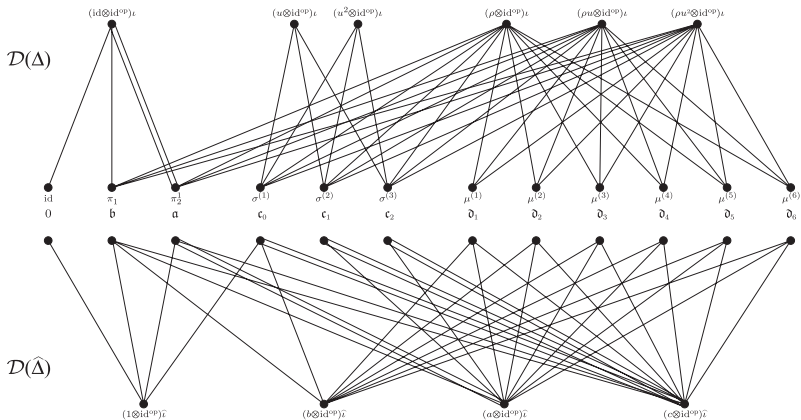 (id⊗id^op)ι (u⊗id^op)ι (u²⊗id^op)ι (ρ⊗id^op)ι (ρu⊗id^op)ι (ρu²⊗id^op)ι
𝒟(Δ)
id π₁ π₂¹ σ⁽¹⁾ σ⁽²⁾ σ⁽³⁾ μ⁽¹⁾ μ⁽²⁾ μ⁽³⁾ μ⁽⁴⁾ μ⁽⁵⁾ μ⁽⁶⁾
0 𝔟 𝔞 𝔠₀ 𝔠₁ 𝔠₂ 𝔡₁ 𝔡₂ 𝔡₃ 𝔡₄ 𝔡₅ 𝔡₆
𝒟(Δ̂)
(1⊗id^op)ι̂ (b⊗id^op)ι̂ (a⊗id^op)ι̂ (c⊗id^op)ι̂